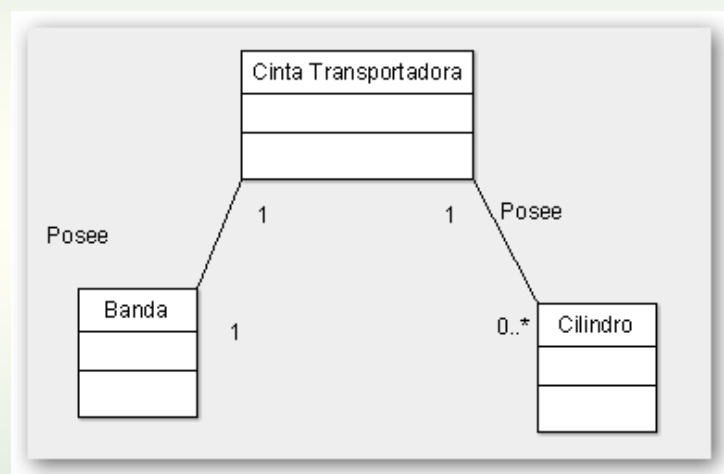 Cinta Transportadora
1
1
Posee
Posee
Banda
1
0..*
Cilindro